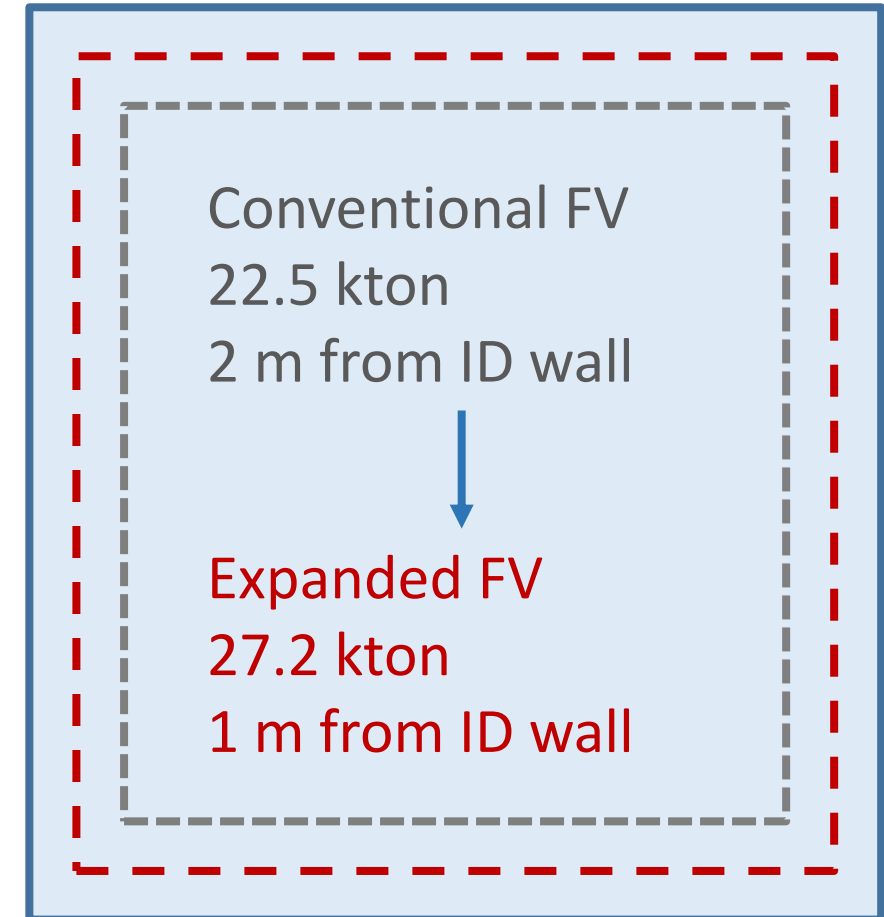 Conventional FV
22.5 kton
2 m from ID wall
Expanded FV
27.2 kton
1 m from ID wall